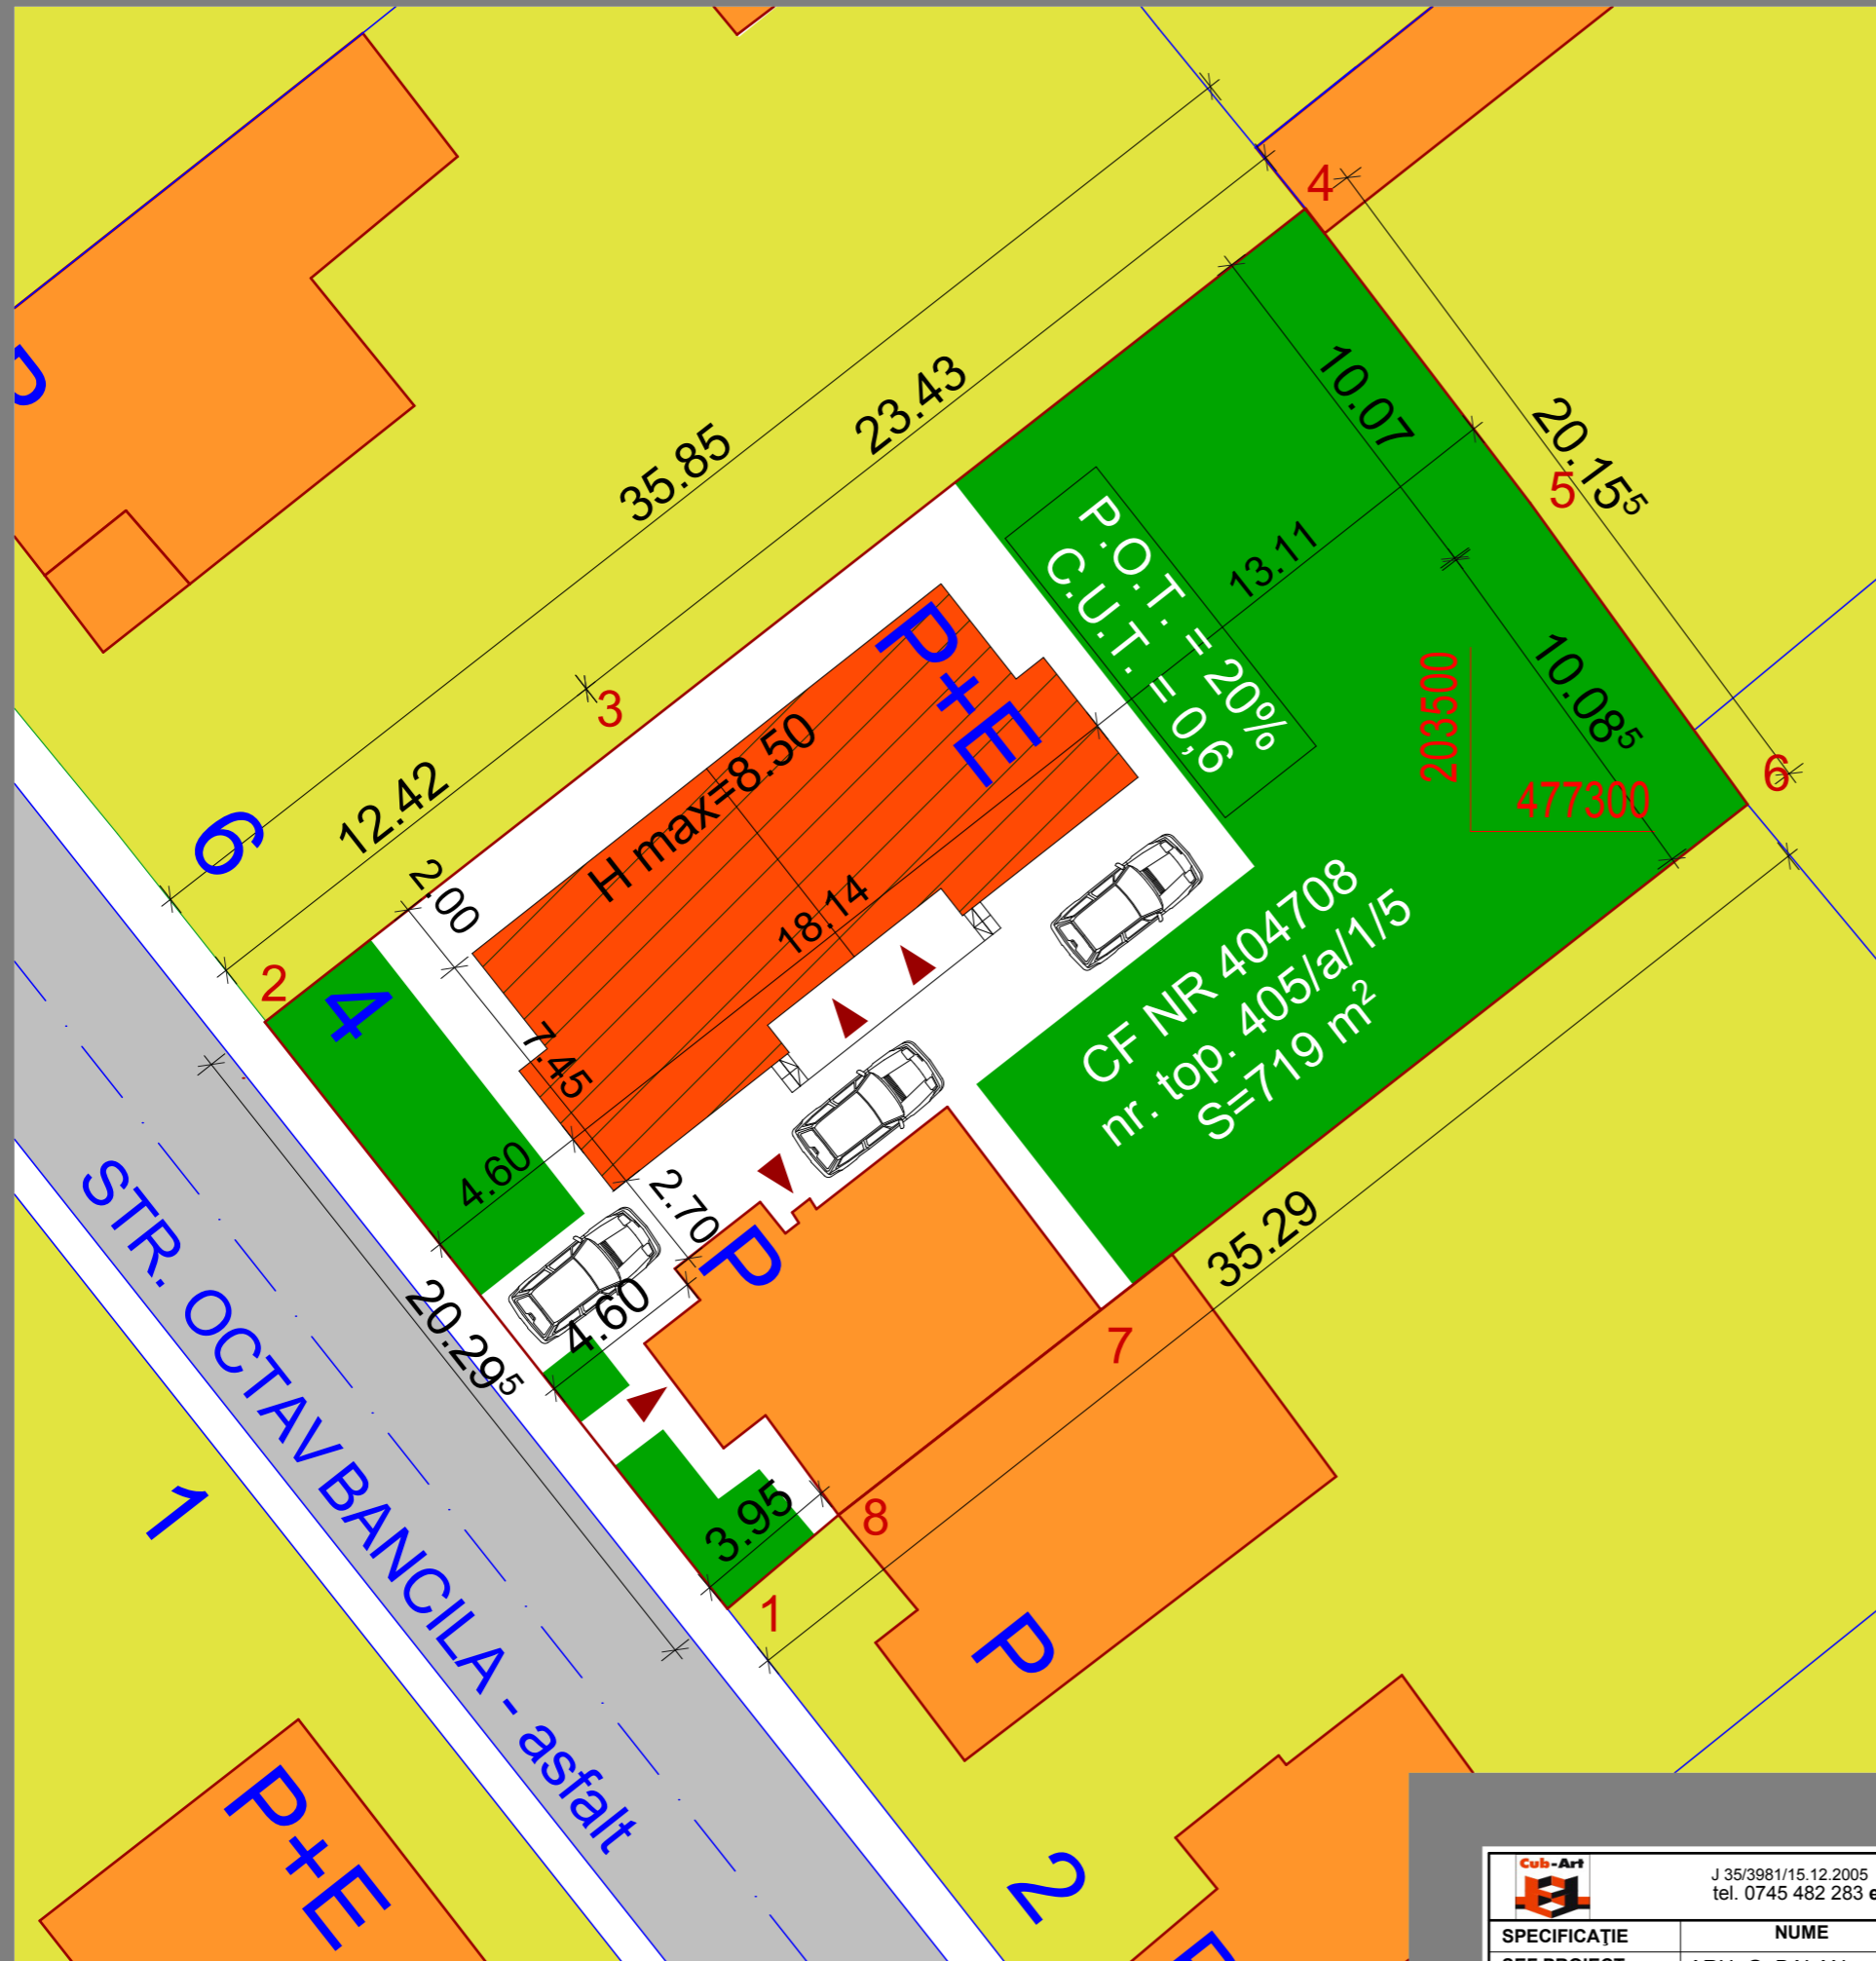 4
35.85
23.43
10.07
20.15⁵
5
P.O.T. = 20%
C.U.T. = 0,6
13.11
3
P+E
203500
477300
10.08⁵
6
H max=8.50
12.42
6
2.00
18.14
CF NR 404708
nr. top. 405/a/1/5
S=719 m²
2
4
7.45
4.60
2.70
P
35.29
STR. OCTAV BANCILA - asfalt
20.29⁵
4.60
7
1
3.95
8
1
P
P+E
2
Cub-Art
J 35/3981/15.12.2005
tel. 0745 482 283
SPECIFICAŢIE
NUME